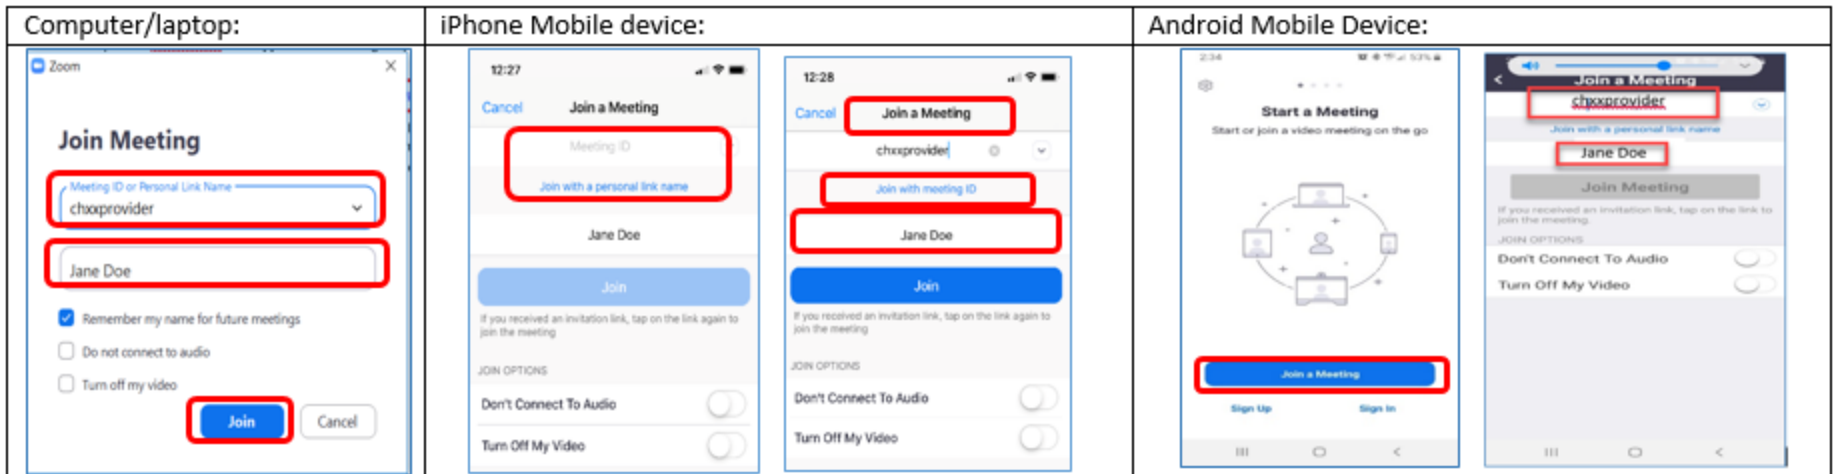 Computer/laptop:
Zoom
Join Meeting
Meeting ID or Personal Link Name
chxxprovider
Jane Doe
Remember my name for future meetings
Do not connect to audio
Turn off my video
Join
Cancel
iPhone Mobile device:
12:27
Cancel
Join a Meeting
Meeting ID
Join with a personal link name
Jane Doe
Join
If you received an invitation link, tap on the link again to
join the meeting
JOIN OPTIONS
Don't Connect To Audio
Turn Off My Video
12:28
Cancel
Join a Meeting
chxxprovider
Join with meeting ID
Jane Doe
Join
If you received an invitation link, tap on the link again to
join the meeting
JOIN OPTIONS
Don't Connect To Audio
Turn Off My Video
Android Mobile Device:
2:34
53%
Start a Meeting
Start or join a video meeting on the go
Join a Meeting
Sign Up
Sign In
Join a Meeting
chxxprovider
Join with a personal link name
Jane Doe
Join Meeting
If you received an invitation link, tap on the link to
join the meeting.
JOIN OPTIONS
Don't Connect To Audio
Turn Off My Video